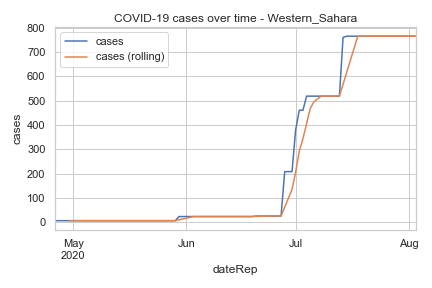 COVID-19 cases over time - Western_Sahara
800
700
600
500
400
300
200
100
0
cases
cases
cases (rolling)
May
2020
Jun
Jul
Aug
dateRep